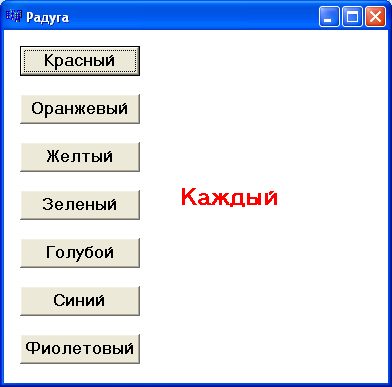 Радуга
Красный
Оранжевый
Желтый
Зеленый
Каждый
Голубой
Синий
Фиолетовый